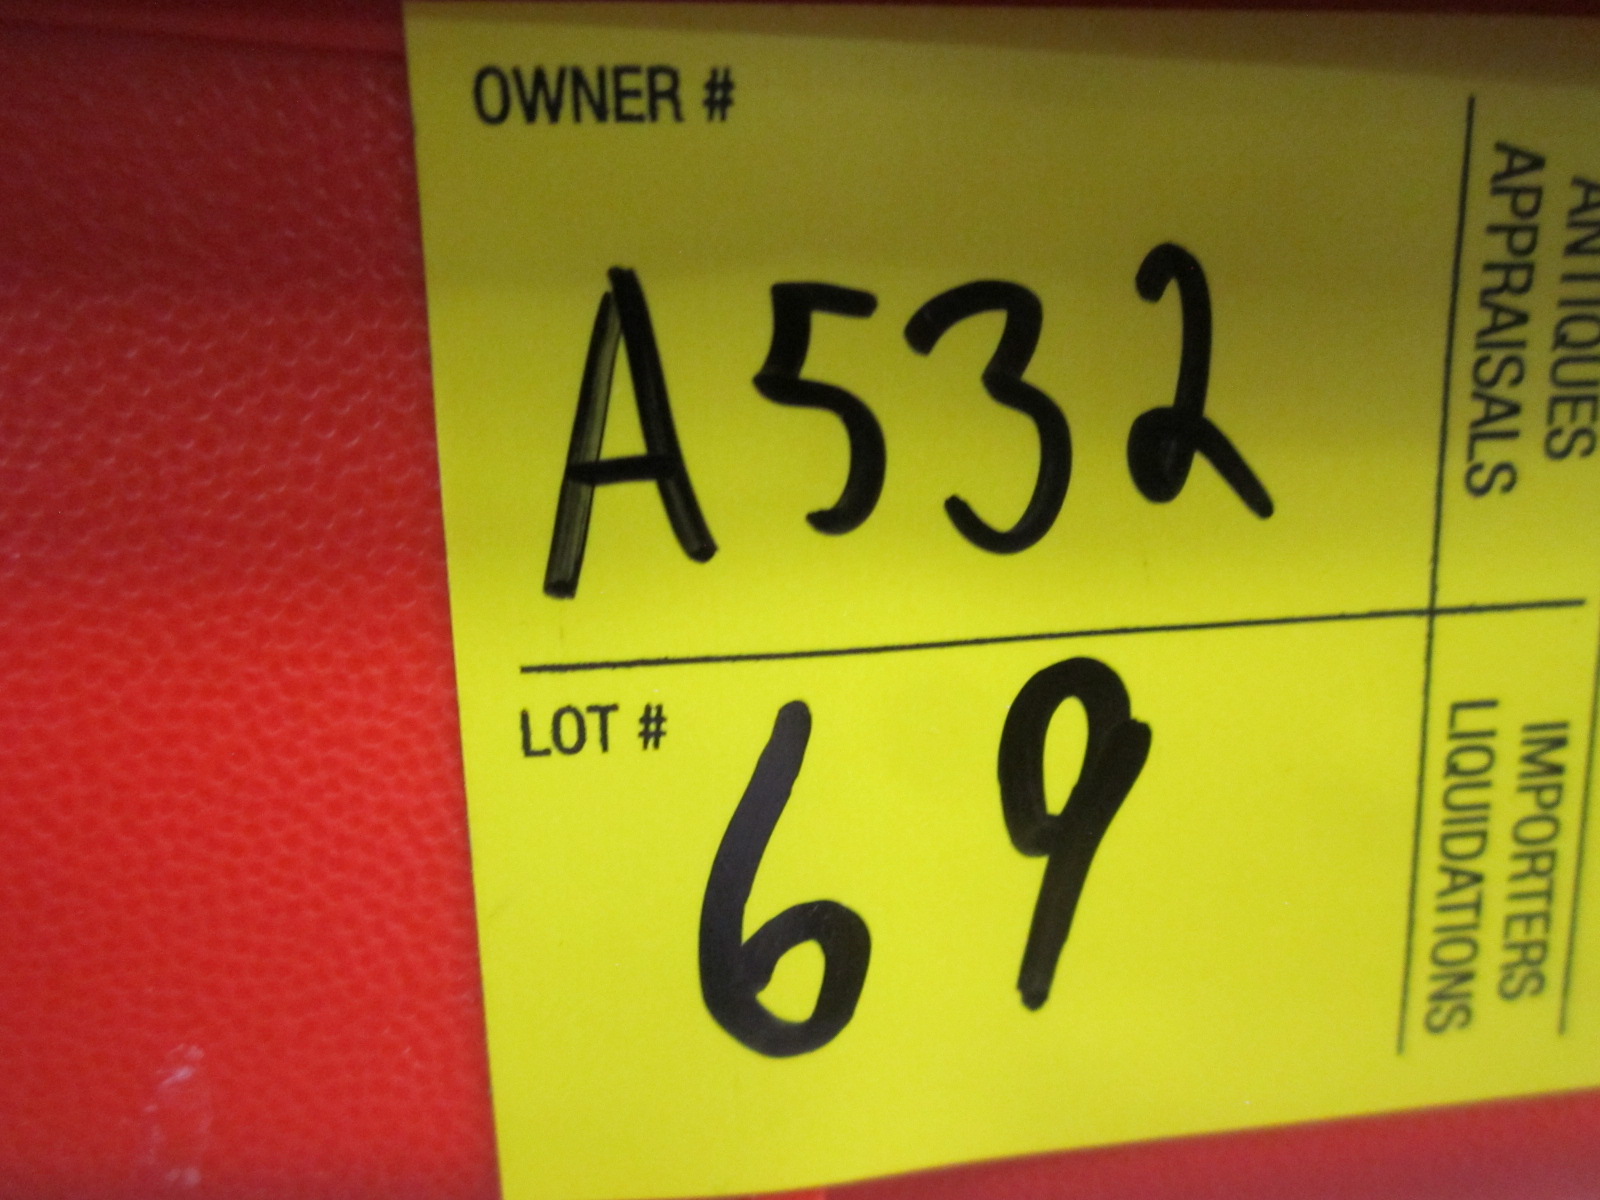 OWNER #
A532
LOT #
69
ANTIQUES
APPRAISALS
IMPORTERS
LIQUIDATIONS